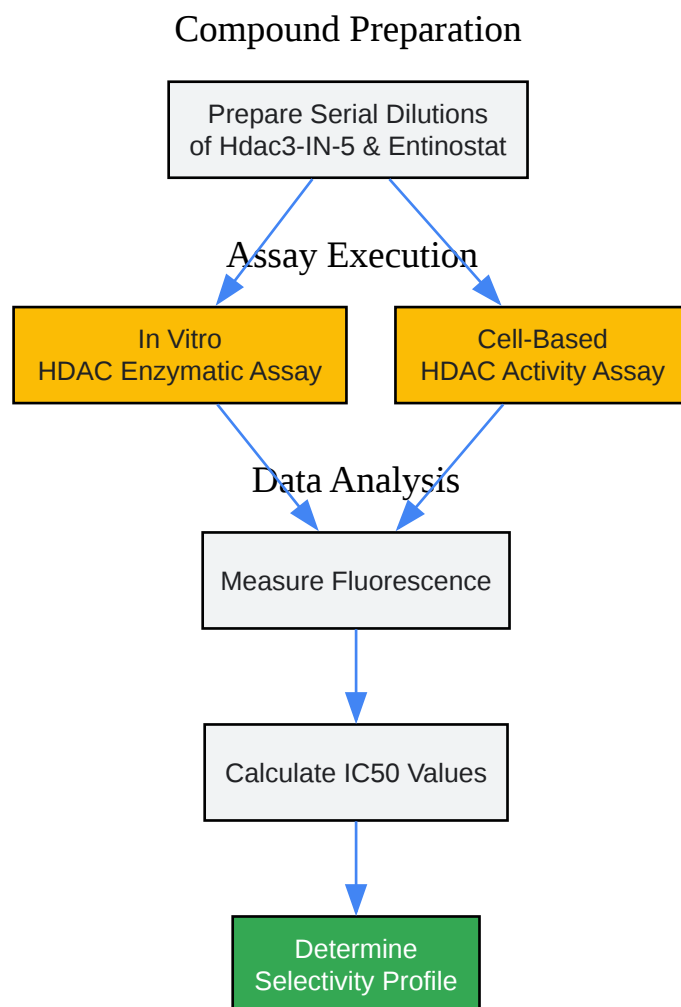 Compound Preparation
Prepare Serial Dilutions
of Hdac3-IN-5 & Entinostat
Assay Execution
In Vitro
HDAC Enzymatic Assay
Cell-Based
HDAC Activity Assay
Data Analysis
Measure Fluorescence
Calculate IC50 Values
Determine
Selectivity Profile